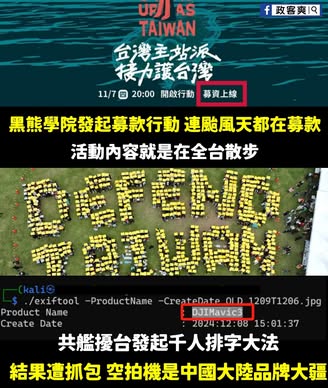 政客爽
UP!
AS
TAIWAN
台灣主站派
接力護台灣
11/7 四 20:00 開啟行動 募資上線
黑熊學院發起募款行動 連颱風天都在募款
活動內容就是在全台散步
DEFEND
TAIWAN
(kali㉿
$ ./exiftool -ProductName -CreateDate OLD_1209T1206.jpg
Product Name : DJIMavic3
Create Date : 2024:12:08 15:01:37
共艦擾台發起千人排字大法
結果遭抓包 空拍機是中國大陸品牌大疆